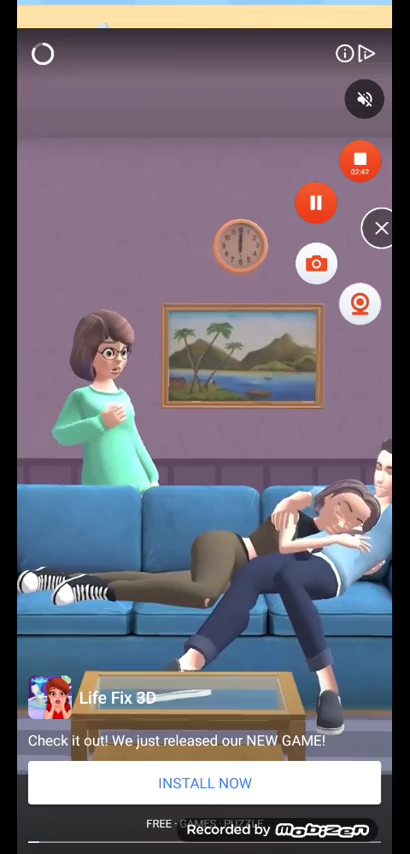 02:42
Life Fix 3D
Check it out! We just released our NEW GAME!
INSTALL NOW
FREE · GAMES · PUZZLE
Recorded by Mobizen